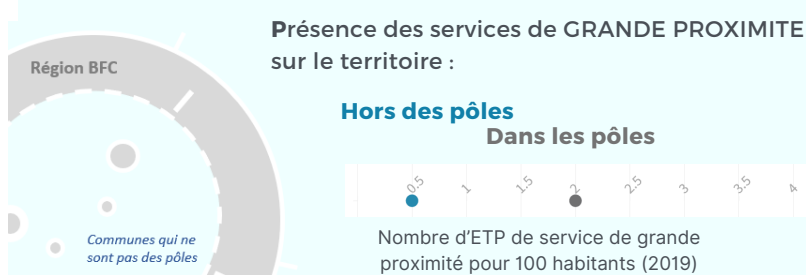 Présence des services de GRANDE PROXIMITE
sur le territoire :
Région BFC
Hors des pôles
Dans les pôles
0.5 1 1.5 2 2.5 3 3.5 4
Communes qui ne
sont pas des pôles
Nombre d'ETP de service de grande
proximité pour 100 habitants (2019)